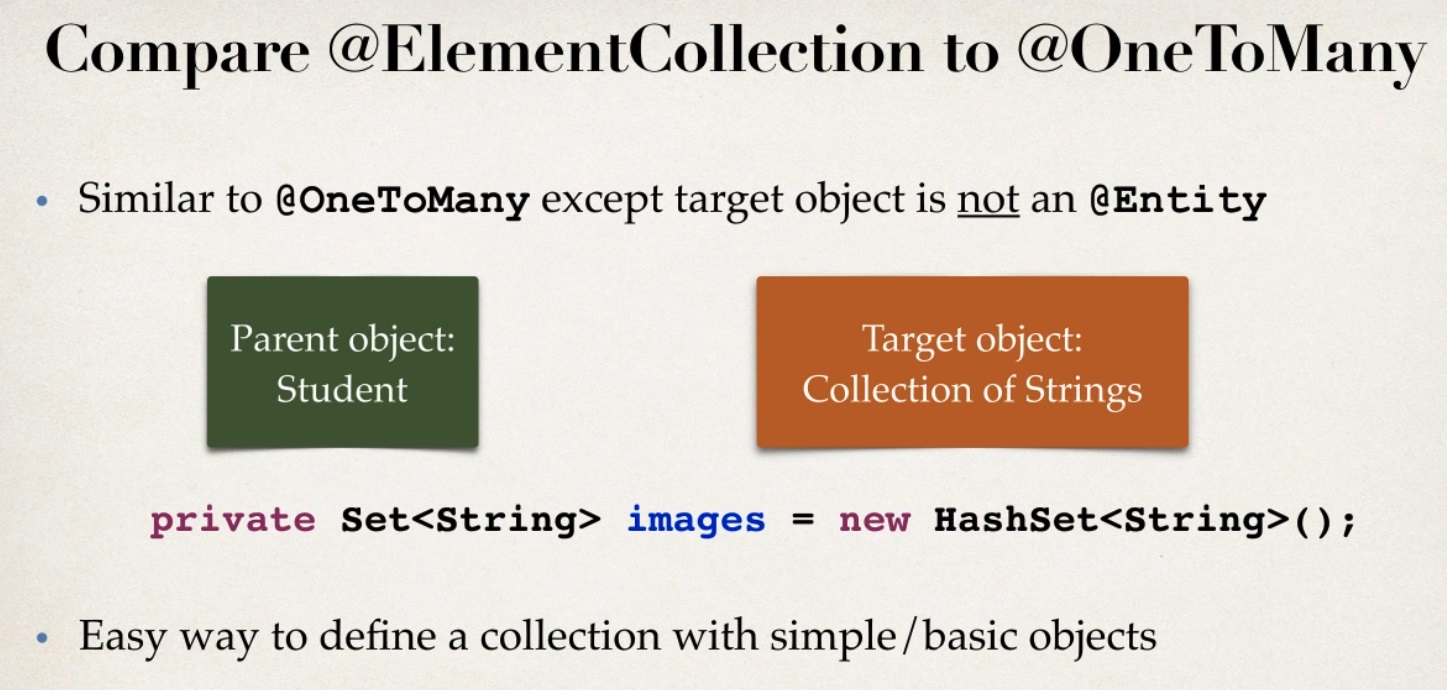 Compare @ElementCollection to @OneToMany
• Similar to @OneToMany except target object is not an @Entity
Parent object:
Student
Target object:
Collection of Strings
private Set<String> images = new HashSet<String>();
• Easy way to define a collection with simple/basic objects